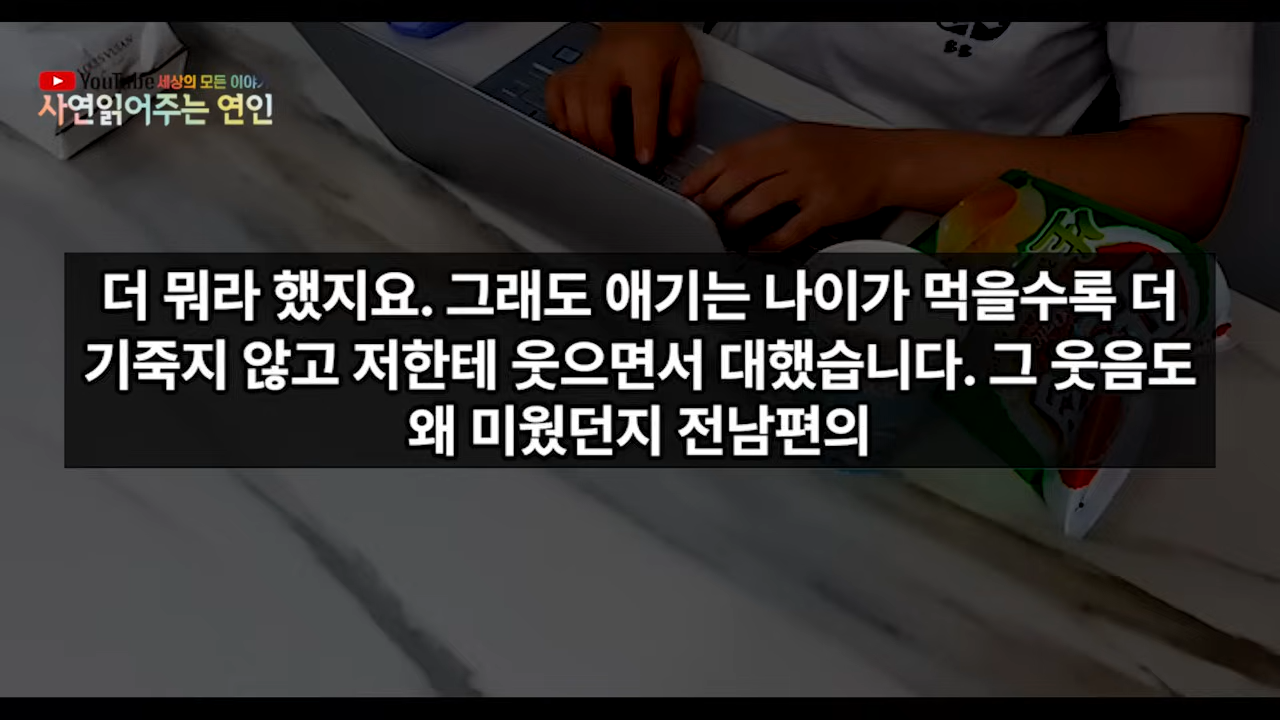 YouTube 세상의 모든 이야
사연읽어주는 연인
더 뭐라 했지요. 그래도 애기는 나이가 먹을수록 더
기죽지 않고 저한테 웃으면서 대했습니다. 그 웃음도
왜 미웠던지 전남편의